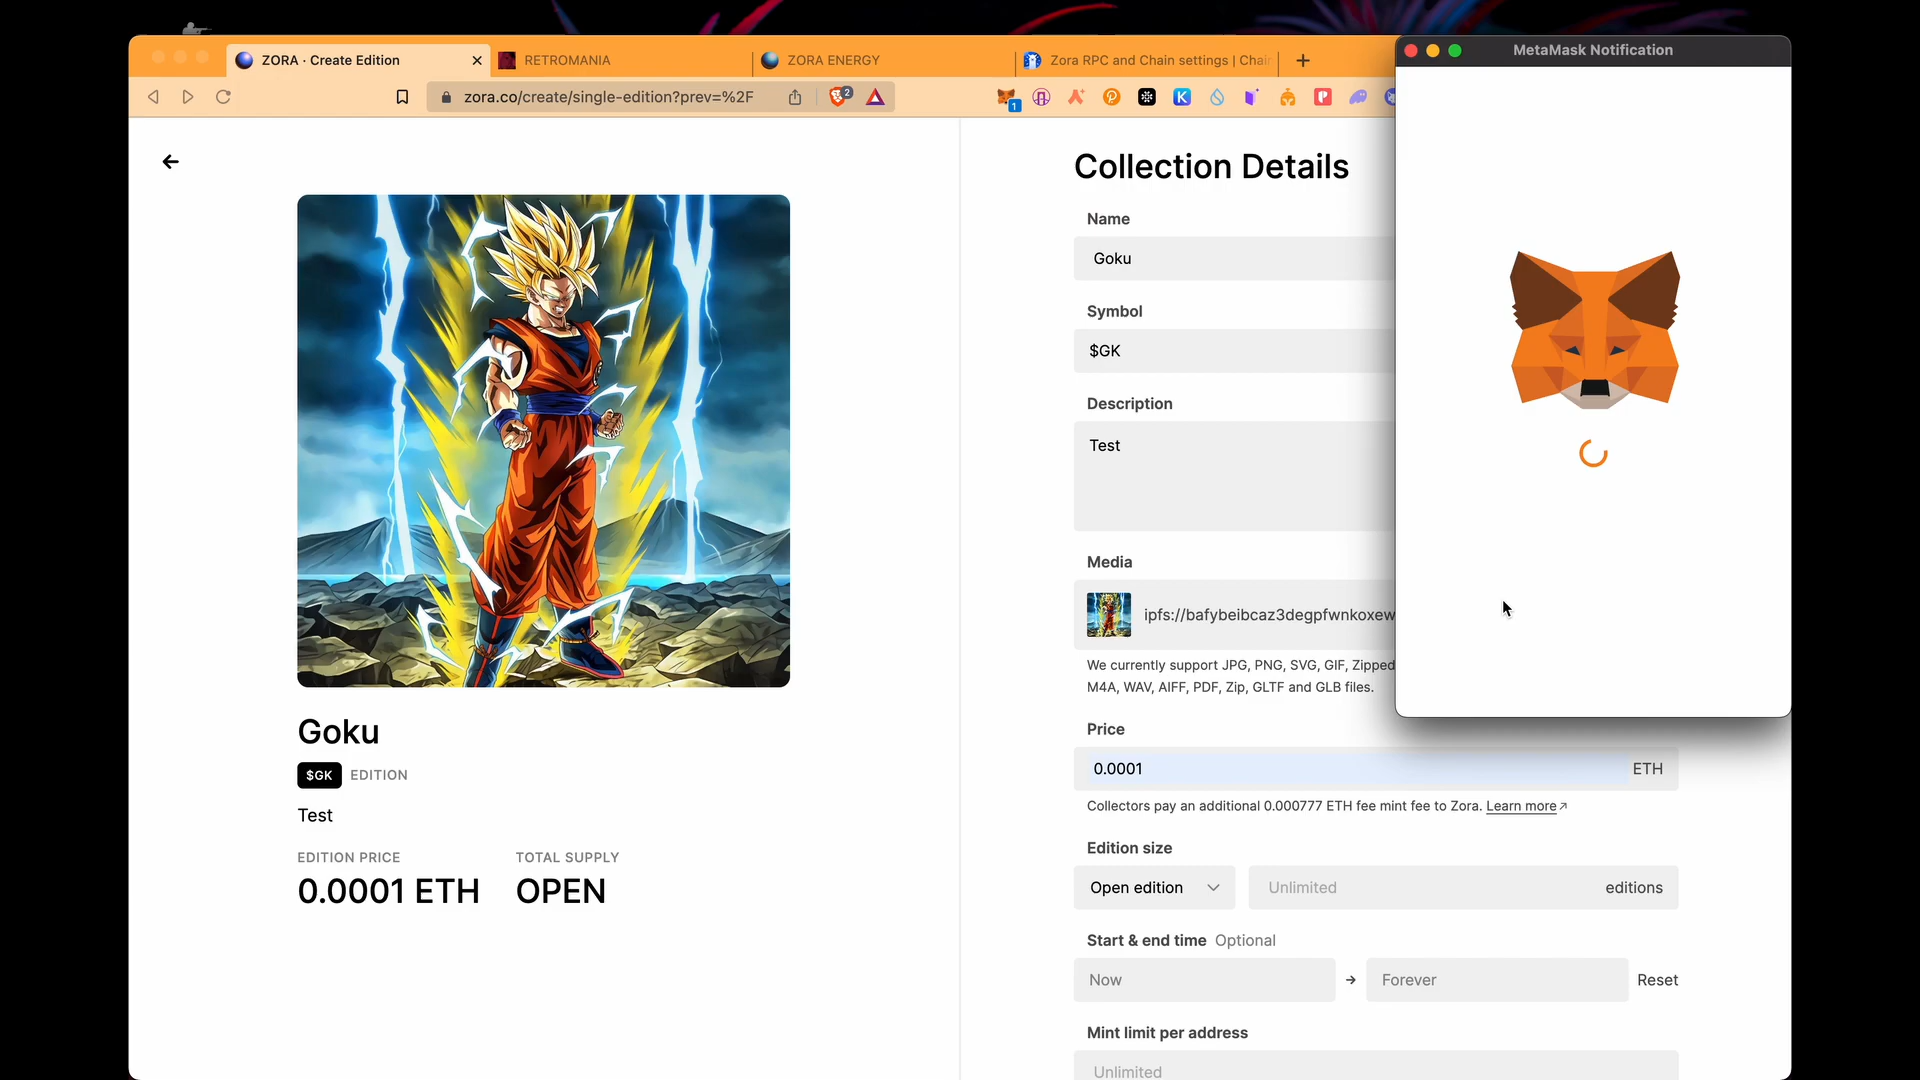 ZORA · Create Edition
RETROMANIA
ZORA ENERGY
Zora RPC and Chain settings | Chai
MetaMask Notification
zora.co/create/single-edition?prev=%2F
2
1
Collection Details
Name
Goku
Symbol
$GK
Description
Test
Media
ipfs://bafybeibcaz3degpfwnkoxew
We currently support JPG, PNG, SVG, GIF, Zipped
M4A, WAV, AIFF, PDF, Zip, GLTF and GLB files.
Price
0.0001 ETH
Collectors pay an additional 0.000777 ETH fee mint fee to Zora. Learn more↗
Edition size
Open edition
Unlimited editions
Start & end time Optional
Now → Forever Reset
Mint limit per address
Unlimited
Goku
$GK EDITION
Test
EDITION PRICE TOTAL SUPPLY
0.0001 ETH OPEN